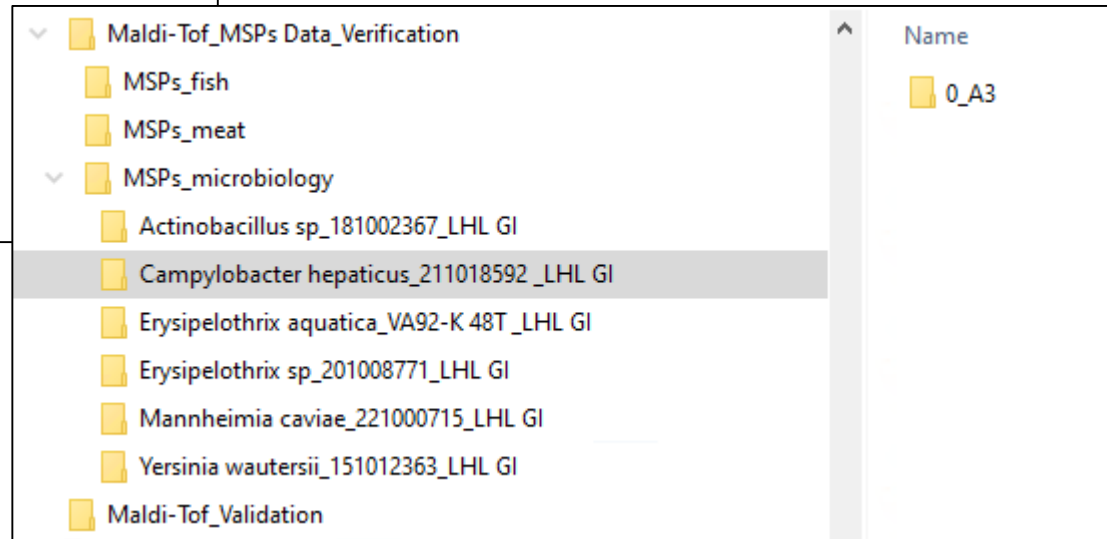 Maldi-Tof_MSPs Data_Verification
MSPs_fish
MSPs_meat
MSPs_microbiology
Actinobacillus sp_181002367_LHL GI
Campylobacter hepaticus_211018592 _LHL GI
Erysipelothrix aquatica_VA92-K 48T _LHL GI
Erysipelothrix sp_201008771_LHL GI
Mannheimia caviae_221000715_LHL GI
Yersinia wautersii_151012363_LHL GI
Maldi-Tof_Validation
Name
0_A3